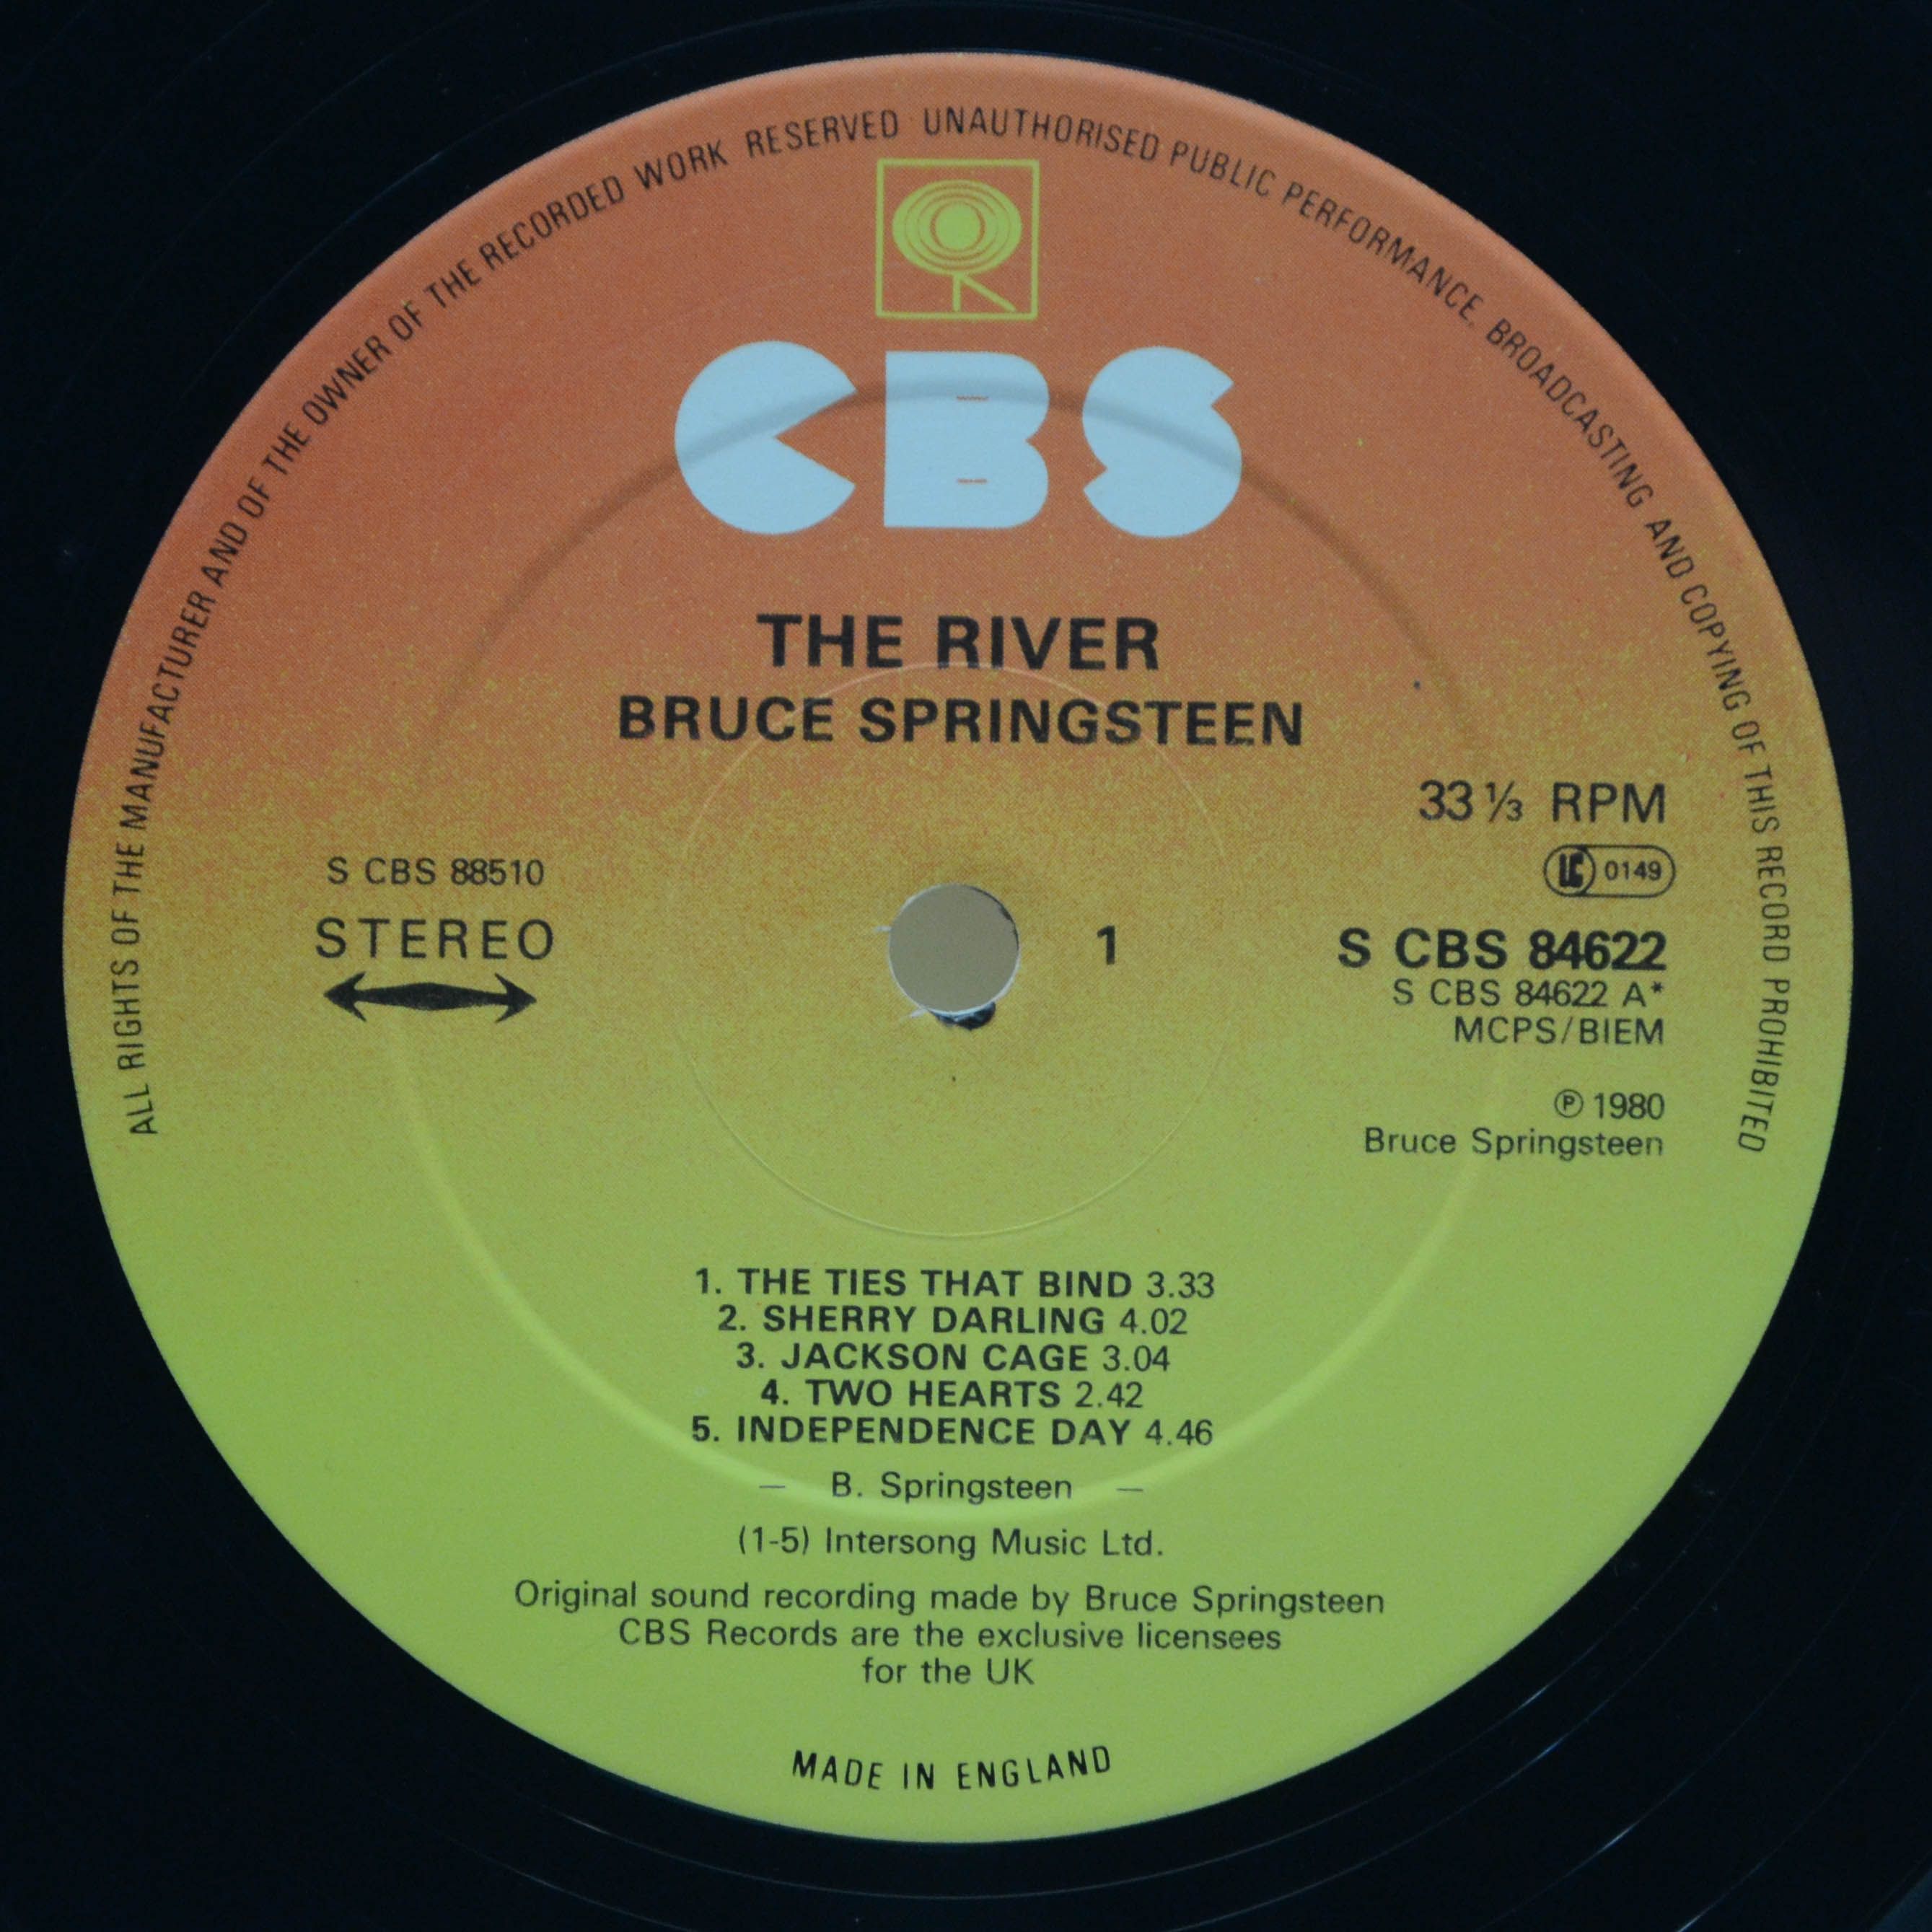 ALL RIGHTS OF THE MANUFACTURER AND OF THE OWNER OF THE RECORDED WORK RESERVED UNAUTHORISED PUBLIC PERFORMANCE, BROADCASTING AND COPYING OF THIS RECORD PROHIBITED
CBS
THE RIVER
BRUCE SPRINGSTEEN
33 ⅓ RPM
LC 0149
S CBS 88510
STEREO
1
S CBS 84622
S CBS 84622 A*
MCPS/BIEM
℗ 1980
Bruce Springsteen
1. THE TIES THAT BIND 3.33
2. SHERRY DARLING 4.02
3. JACKSON CAGE 3.04
4. TWO HEARTS 2.42
5. INDEPENDENCE DAY 4.46
— B. Springsteen —
(1-5) Intersong Music Ltd.
Original sound recording made by Bruce Springsteen
CBS Records are the exclusive licensees
for the UK
MADE IN ENGLAND